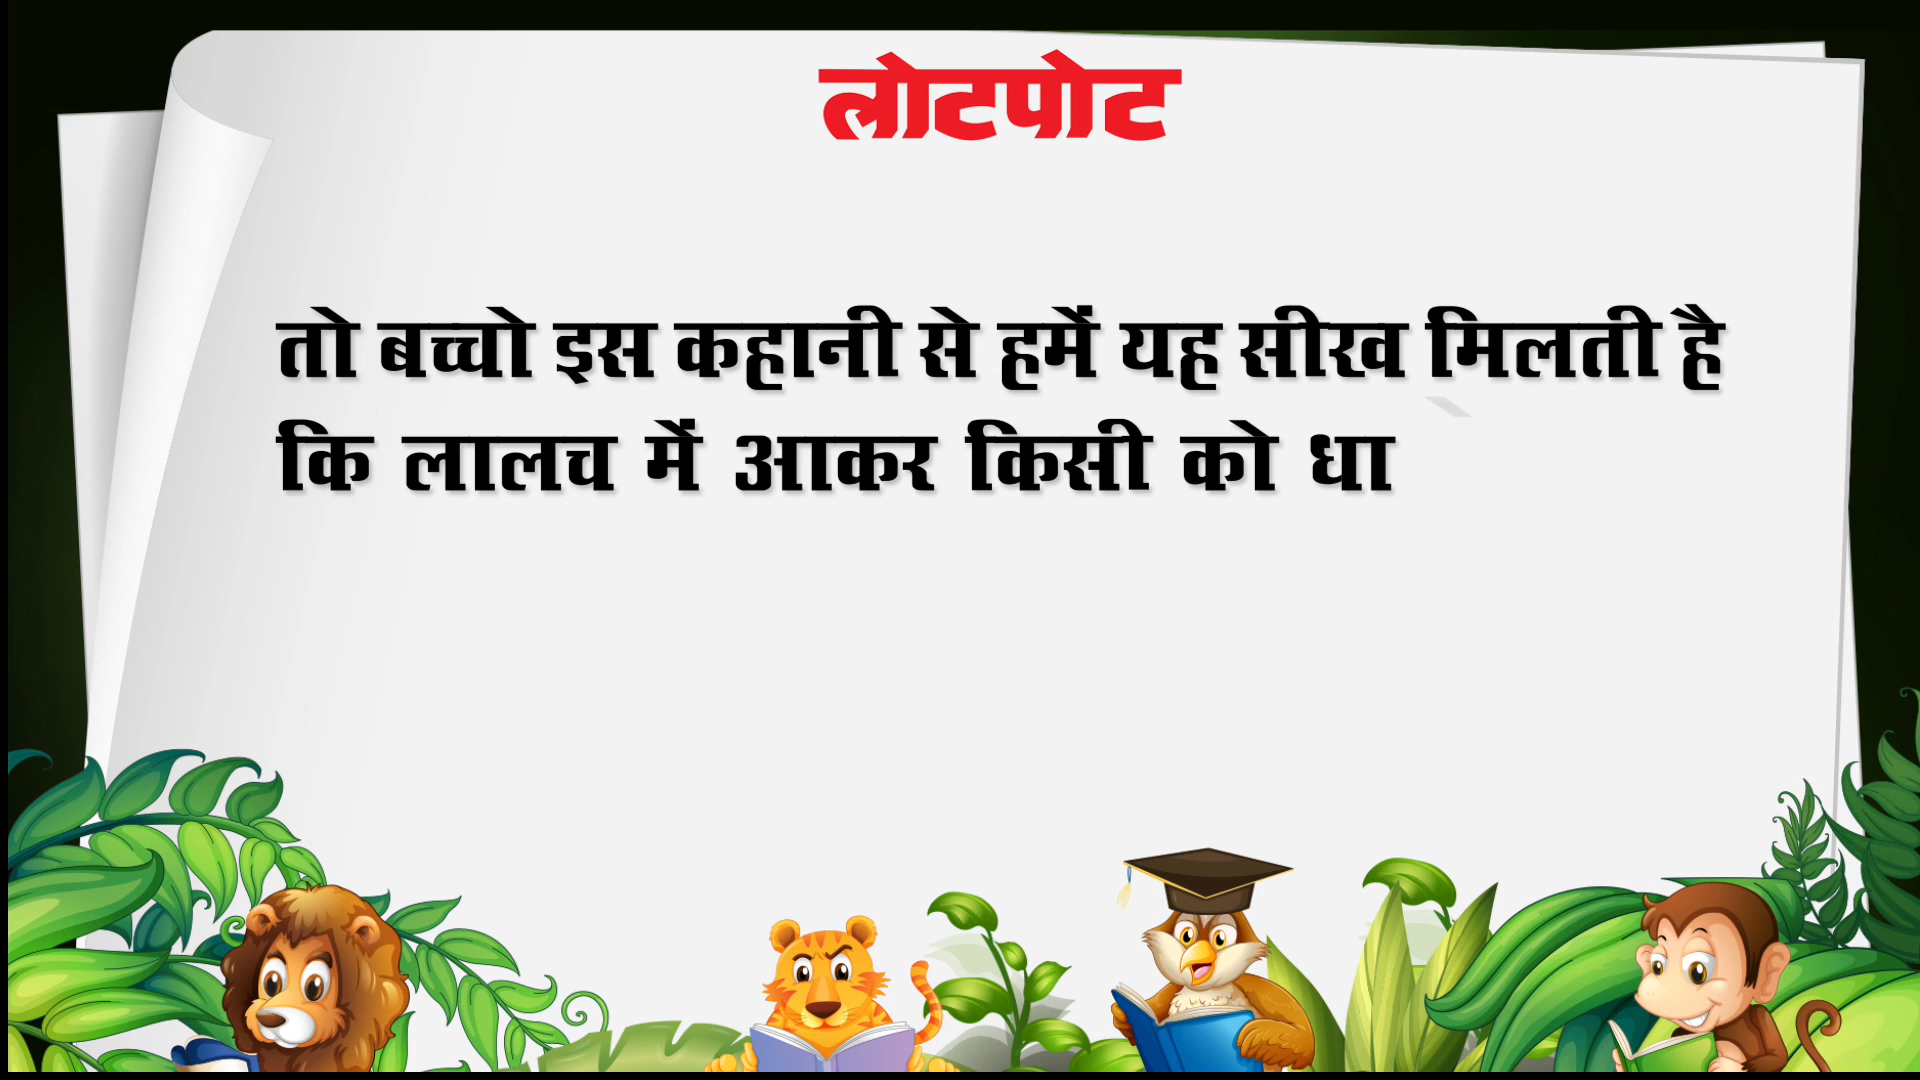 लोटपोट
तो बच्चो इस कहानी से हमें यह सीख मिलती है
कि लालच में आकर किसी को धा